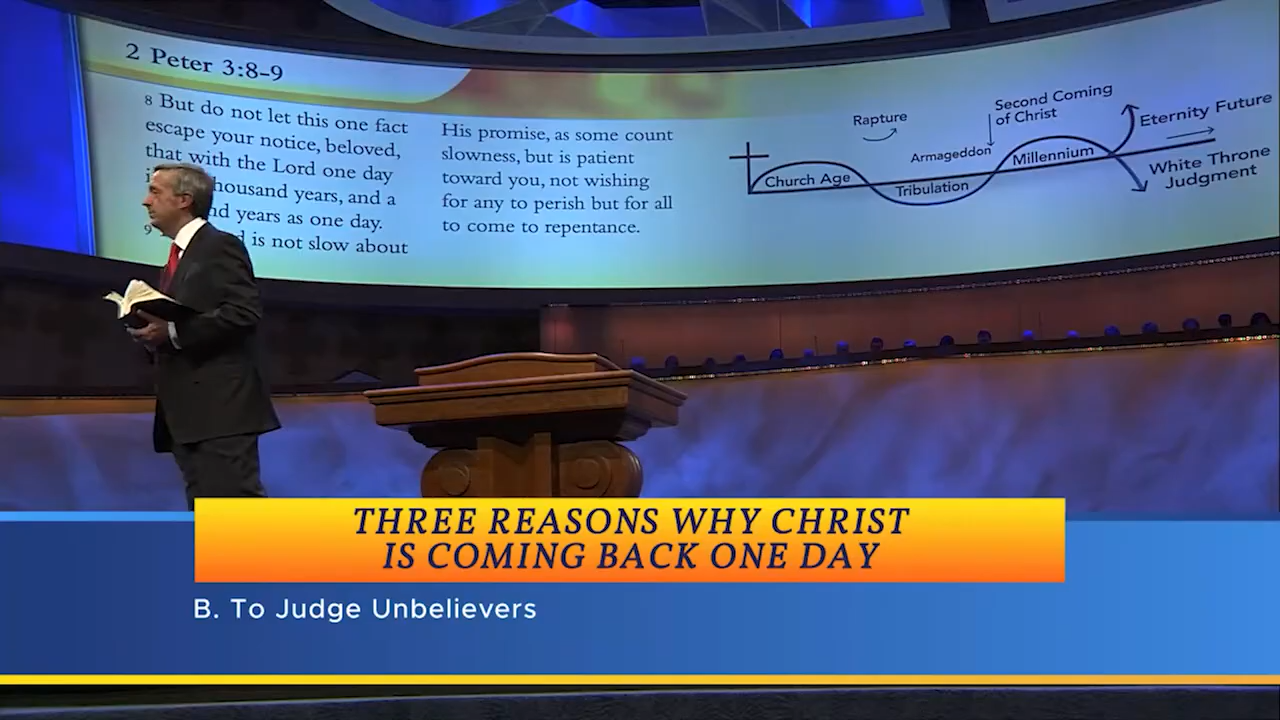 2 Peter 3:8-9
8 But do not let this one fact
escape your notice, beloved,
that with the Lord one day
housand years, and a
nd years as one day.
9 d is not slow about
His promise, as some count
slowness, but is patient
toward you, not wishing
for any to perish but for all
to come to repentance.
Church Age
Rapture
Tribulation
Armageddon
Second Coming
of Christ
Millennium
Eternity Future
White Throne
Judgment
THREE REASONS WHY CHRIST
IS COMING BACK ONE DAY
B. To Judge Unbelievers